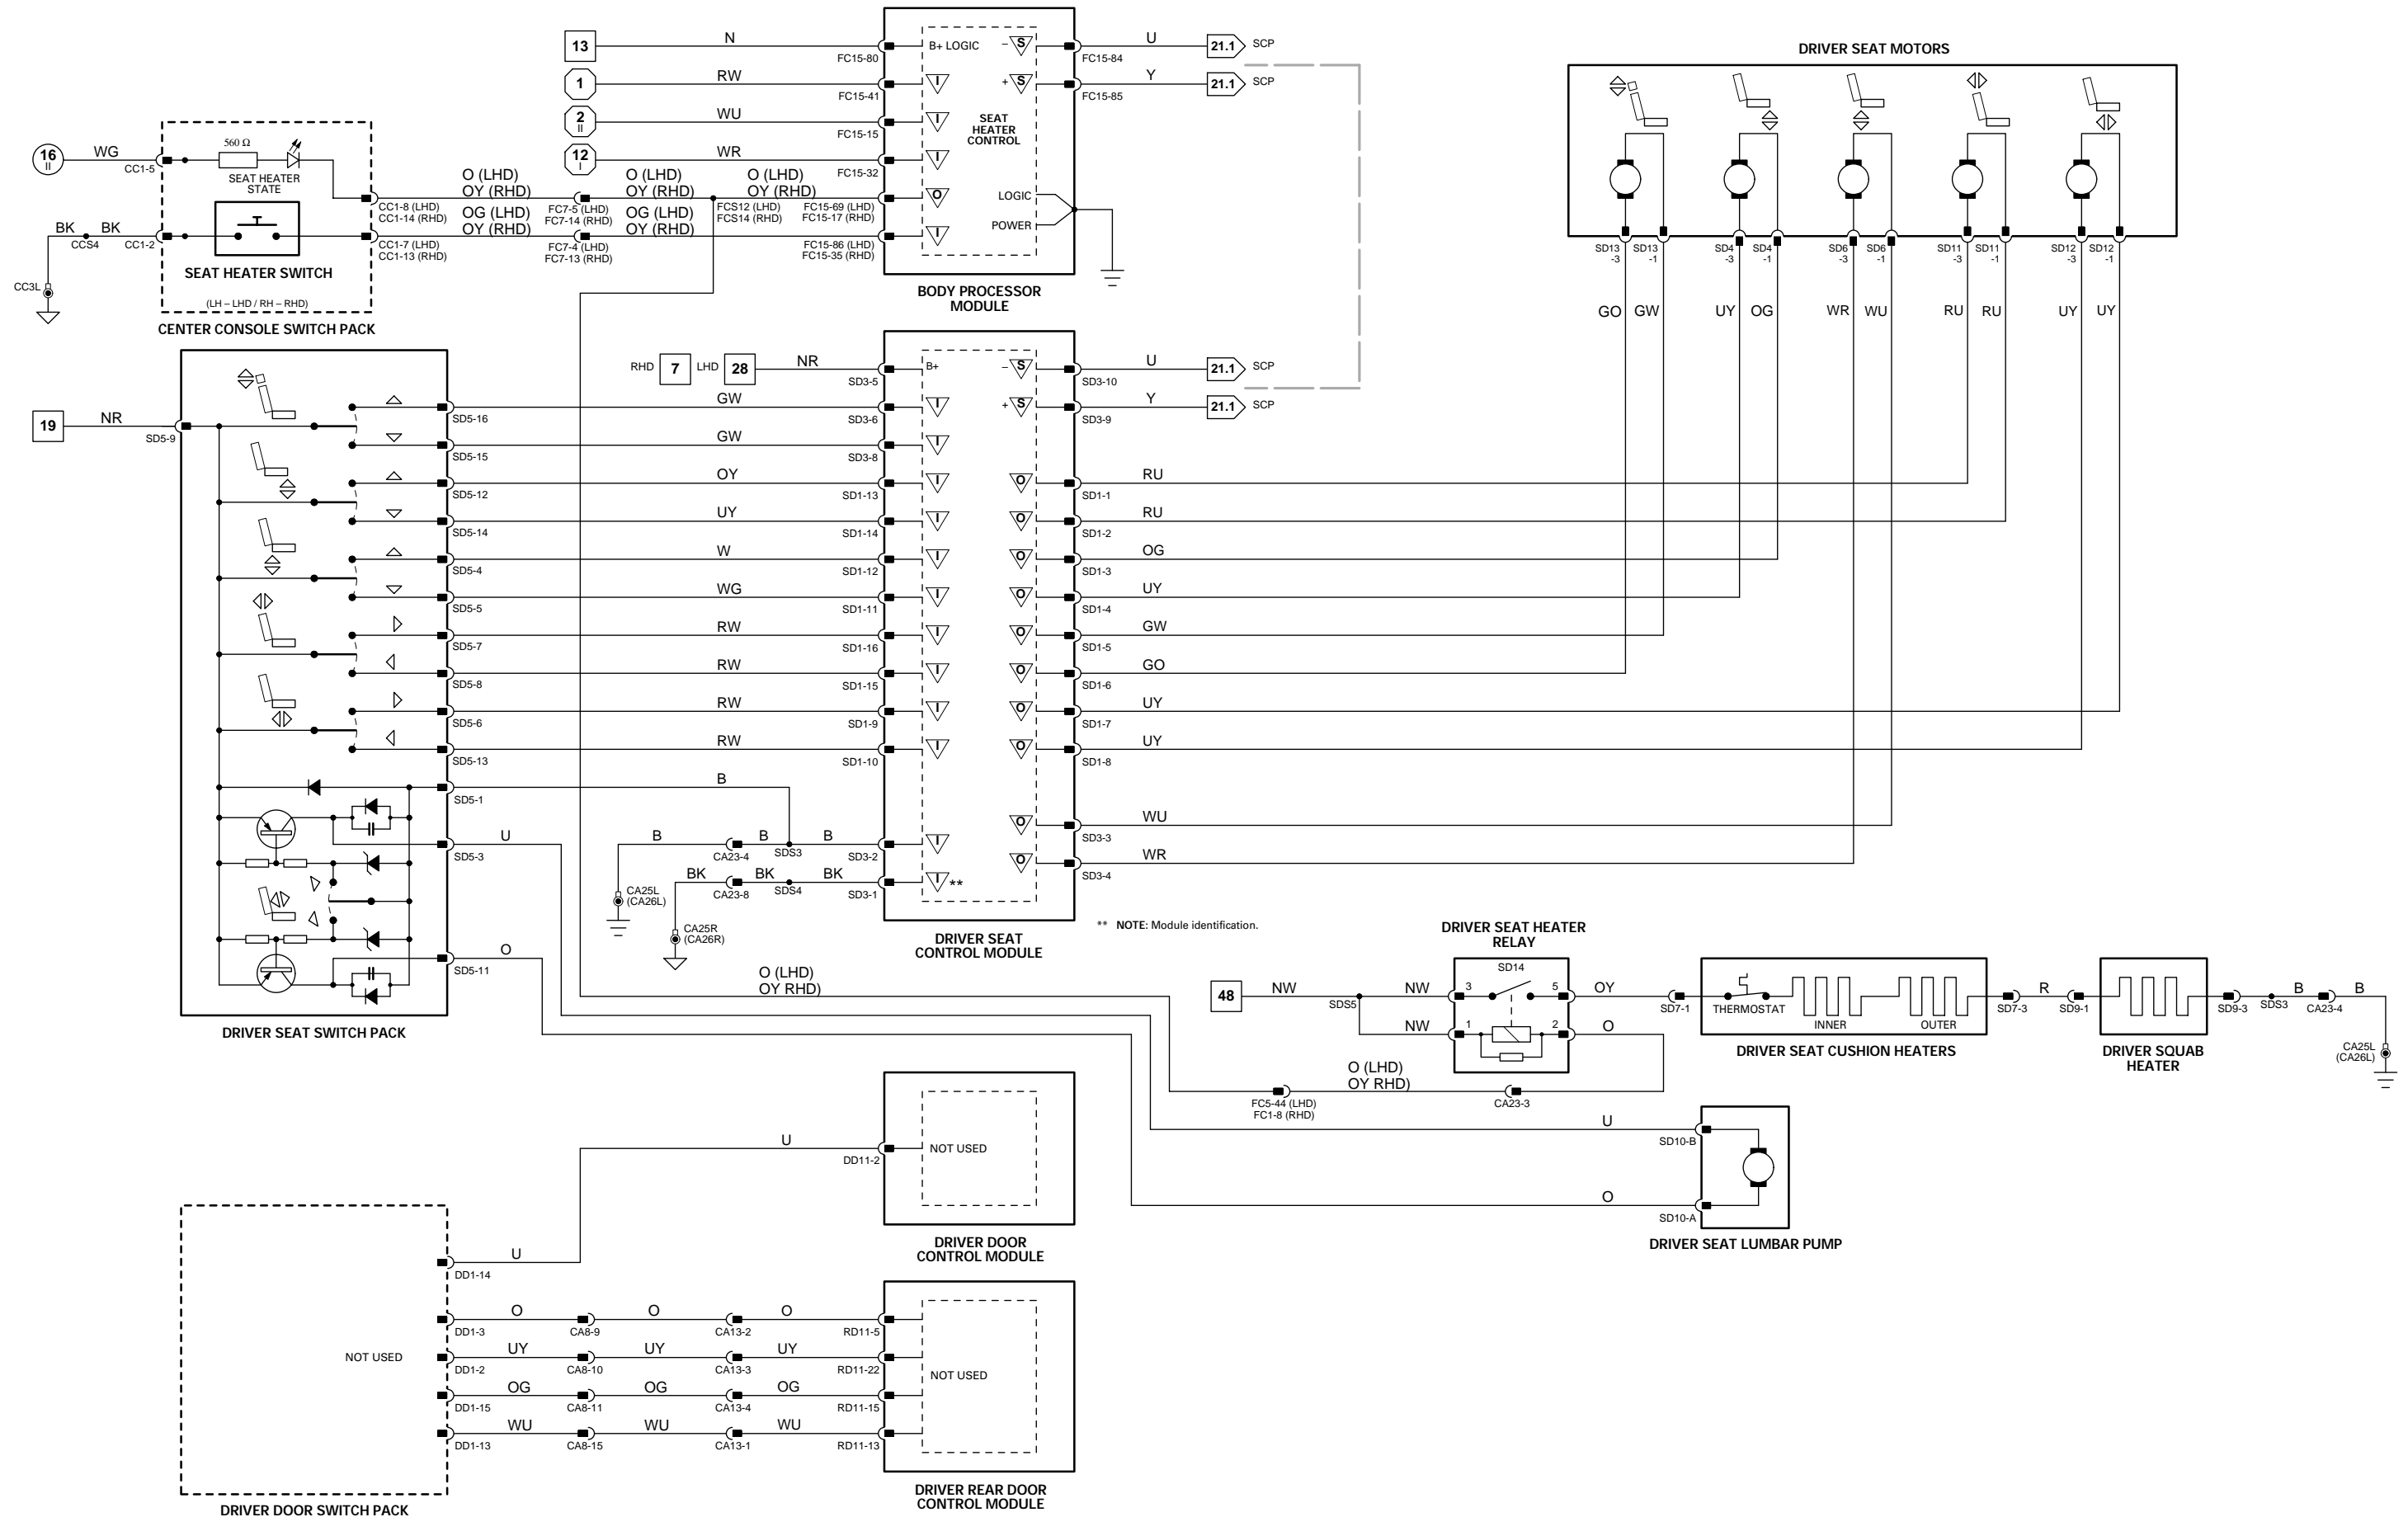 13
N
FC15-80
B+ LOGIC
– S
FC15-84
U
21.1
SCP
1
RW
FC15-41
I
+ S
FC15-85
Y
21.1
SCP
2
II
WU
FC15-15
I
SEAT
HEATER
CONTROL
12
I
WR
FC15-32
I
16
II
WG
CC1-5
560 Ω
SEAT HEATER
STATE
CC1-8 (LHD)
CC1-14 (RHD)
O (LHD)
OY (RHD)
FC7-5 (LHD)
FC7-14 (RHD)
O (LHD)
OY (RHD)
FCS12 (LHD)
FCS14 (RHD)
O (LHD)
OY (RHD)
FC15-69 (LHD)
FC15-17 (RHD)
O
LOGIC
POWER
BK
CCS4
BK
CC1-2
CC3L
SEAT HEATER SWITCH
(LH – LHD / RH – RHD)
CENTER CONSOLE SWITCH PACK
CC1-7 (LHD)
CC1-13 (RHD)
OG (LHD)
OY (RHD)
FC7-4 (LHD)
FC7-13 (RHD)
OG (LHD)
OY (RHD)
FC15-86 (LHD)
FC15-35 (RHD)
I
BODY PROCESSOR
MODULE
DRIVER SEAT MOTORS
SD13
-3
SD13
-1
SD4
-3
SD4
-1
SD6
-3
SD6
-1
SD11
-3
SD11
-1
SD12
-3
SD12
-1
GO
GW
UY
OG
WR
WU
RU
RU
UY
UY
RHD
7
LHD
28
NR
SD3-5
B+
– S
SD3-10
U
21.1
SCP
19
NR
SD5-9
SD5-16
GW
SD3-6
I
+ S
SD3-9
Y
21.1
SCP
SD5-15
GW
SD3-8
I
SD5-12
OY
SD1-13
I
O
SD1-1
RU
SD5-14
UY
SD1-14
I
O
SD1-2
RU
SD5-4
W
SD1-12
I
O
SD1-3
OG
SD5-5
WG
SD1-11
I
O
SD1-4
UY
SD5-7
RW
SD1-16
I
O
SD1-5
GW
SD5-8
RW
SD1-15
I
O
SD1-6
GO
SD5-6
RW
SD1-9
I
O
SD1-7
UY
SD5-13
RW
SD1-10
I
O
SD1-8
UY
SD5-1
B
O
SD3-3
WU
SD5-3
U
B
CA23-4
B
SDS3
B
SD3-2
I
O
SD3-4
WR
BK
CA23-8
BK
SDS4
BK
SD3-1
I
**
CA25L
(CA26L)
CA25R
(CA26R)
** NOTE: Module identification.
DRIVER SEAT
CONTROL MODULE
SD5-11
O
DRIVER SEAT SWITCH PACK
O (LHD)
OY RHD)
DRIVER SEAT HEATER
RELAY
SD14
48
NW
SDS5
NW
3
5
OY
SD7-1
THERMOSTAT
INNER
OUTER
SD7-3
R
SD9-1
SD9-3
SDS3
B
CA23-4
B
NW
1
2
O
CA25L
(CA26L)
DRIVER SEAT CUSHION HEATERS
DRIVER SQUAB
HEATER
O (LHD)
OY RHD)
FC5-44 (LHD)
FC1-8 (RHD)
CA23-3
U
SD10-B
O
SD10-A
DRIVER SEAT LUMBAR PUMP
U
DD11-2
NOT USED
DRIVER DOOR
CONTROL MODULE
DD1-14
U
DD1-3
O
CA8-9
O
CA13-2
O
RD11-5
NOT USED
DD1-2
UY
CA8-10
UY
CA13-3
UY
RD11-22
NOT USED
DD1-15
OG
CA8-11
OG
CA13-4
OG
RD11-15
DD1-13
WU
CA8-15
WU
CA13-1
WU
RD11-13
DRIVER REAR DOOR
CONTROL MODULE
DRIVER DOOR SWITCH PACK